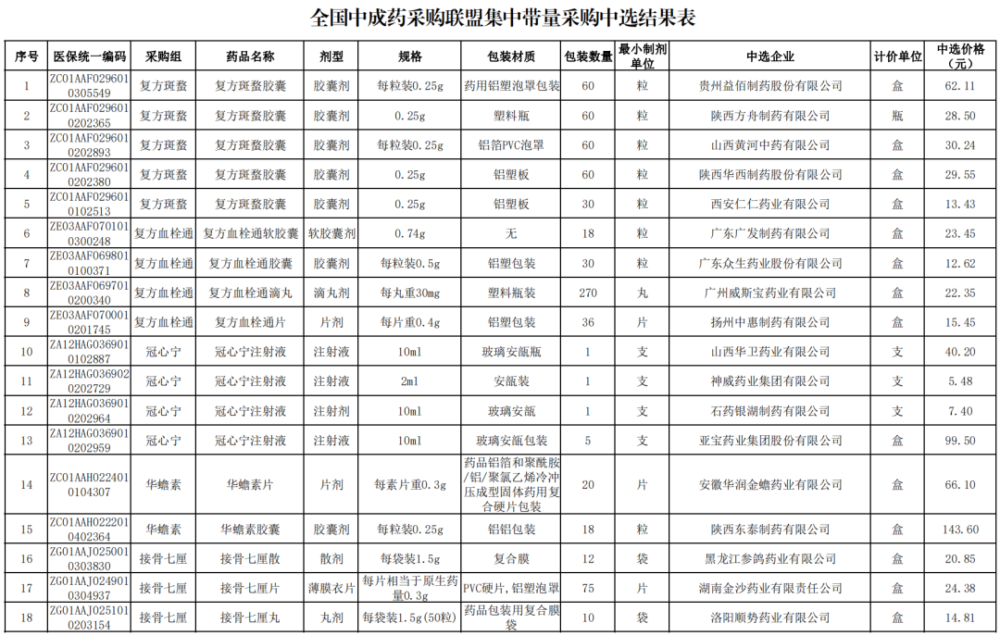 全国中成药采购联盟集中带量采购中选结果表
序号 医保统一编码 采购组 药品名称 剂型 规格 包装材质 包装数量 最小制剂单位 中选企业 计价单位 中选价格（元）
1 ZC01AAF0296010305549 复方斑蝥 复方斑蝥胶囊 胶囊剂 每粒装0.25g 药用铝塑泡罩包装 60 粒 贵州益佰制药股份有限公司 盒 62.11
2 ZC01AAF0296010202365 复方斑蝥 复方斑蝥胶囊 胶囊剂 0.25g 塑料瓶 60 粒 陕西方舟制药有限公司 瓶 28.50
3 ZC01AAF0296010202893 复方斑蝥 复方斑蝥胶囊 胶囊剂 每粒装0.25g 铝箔PVC泡罩 60 粒 山西黄河中药有限公司 盒 30.24
4 ZC01AAF0296010202380 复方斑蝥 复方斑蝥胶囊 胶囊剂 0.25g 铝塑板 60 粒 陕西华西制药股份有限公司 盒 29.55
5 ZC01AAF0296010102513 复方斑蝥 复方斑蝥胶囊 胶囊剂 0.25g 铝塑板 30 粒 西安仁仁药业有限公司 盒 13.43
6 ZE03AAF0701010300248 复方血栓通 复方血栓通软胶囊 软胶囊剂 0.74g 无 18 粒 广东广发制药有限公司 盒 23.45
7 ZE03AAF0698010100371 复方血栓通 复方血栓通胶囊 胶囊剂 每粒装0.5g 铝塑包装 30 粒 广东众生药业股份有限公司 盒 12.62
8 ZE03AAF0697010200340 复方血栓通 复方血栓通滴丸 滴丸剂 每丸重30mg 塑料瓶装 270 丸 广州威斯宝药业有限公司 盒 22.35
9 ZE03AAF0700010201745 复方血栓通 复方血栓通片 片剂 每片重0.4g 铝塑包装 36 片 扬州中惠制药有限公司 盒 15.45
10 ZA12HAG0369010102887 冠心宁 冠心宁注射液 注射液 10ml 玻璃安瓿瓶 1 支 山西华卫药业有限公司 支 40.20
11 ZA12HAG0369020202729 冠心宁 冠心宁注射液 注射液 2ml 安瓿装 1 支 神威药业集团有限公司 支 5.48
12 ZA12HAG0369010202964 冠心宁 冠心宁注射液 注射剂 10ml 玻璃安瓿 1 支 石药银湖制药有限公司 支 7.40
13 ZA12HAG0369010202959 冠心宁 冠心宁注射液 注射液 10ml 玻璃安瓿包装 5 支 亚宝药业集团股份有限公司 盒 99.50
14 ZC01AAH0224010104307 华蟾素 华蟾素片 片剂 每素片重0.3g 药品铝箔和聚酰胺/铝/聚氯乙烯冷冲压成型固体药用复合硬片包装 20 片 安徽华润金蟾药业有限公司 盒 66.10
15 ZC01AAH0222010402364 华蟾素 华蟾素胶囊 胶囊剂 每粒装0.25g 铝铝包装 18 粒 陕西东泰制药有限公司 盒 143.60
16 ZG01AAJ0250010303830 接骨七厘 接骨七厘散 散剂 每袋装1.5g 复合膜 12 袋 黑龙江参鸽药业有限公司 盒 20.85
17 ZG01AAJ0249010304937 接骨七厘 接骨七厘片 薄膜衣片 每片相当于原生药量0.3g PVC硬片,铝塑泡罩 75 片 湖南金沙药业有限责任公司 盒 24.38
18 ZG01AAJ0251010203154 接骨七厘 接骨七厘丸 丸剂 每袋装1.5g(50粒) 药品包装用复合膜袋 10 袋 洛阳顺势药业有限公司 盒 14.81